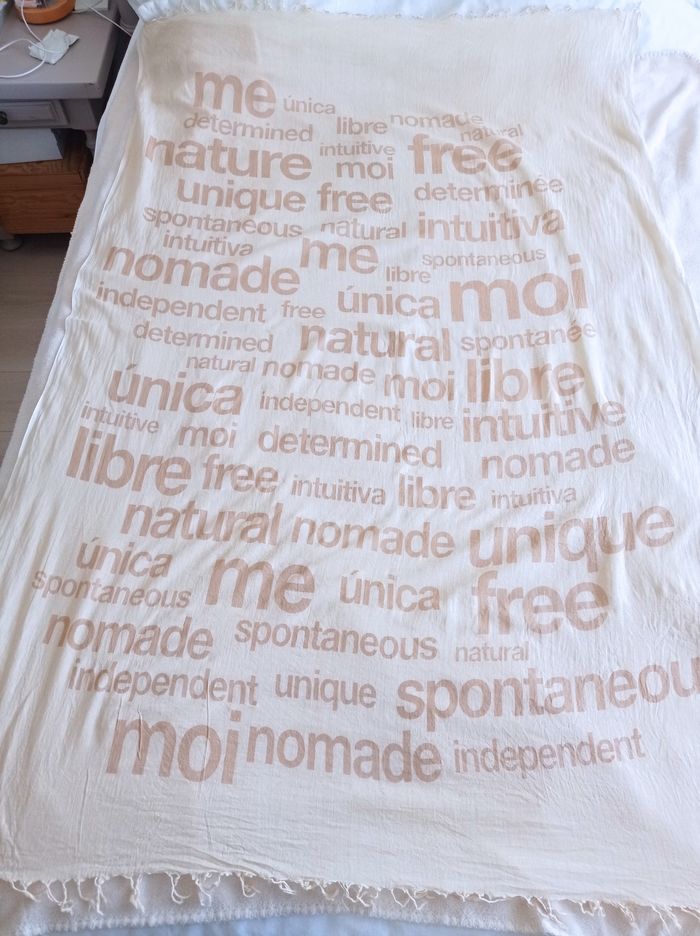 me única
determined libre nomade natural
nature intuitive moi free
unique free determinée
spontaneous natural intuitiva
intuitiva me libre spontaneous
nomade moi
independent free única
determined natural spontanée
natural nomade moi libre
única independent libre intuitive
intuitive moi determined nomade
libre free intuitiva libre intuitiva
natural nomade unique
única me única free
spontaneous
nomade spontaneous natural
independent unique spontaneou
moi nomade independent